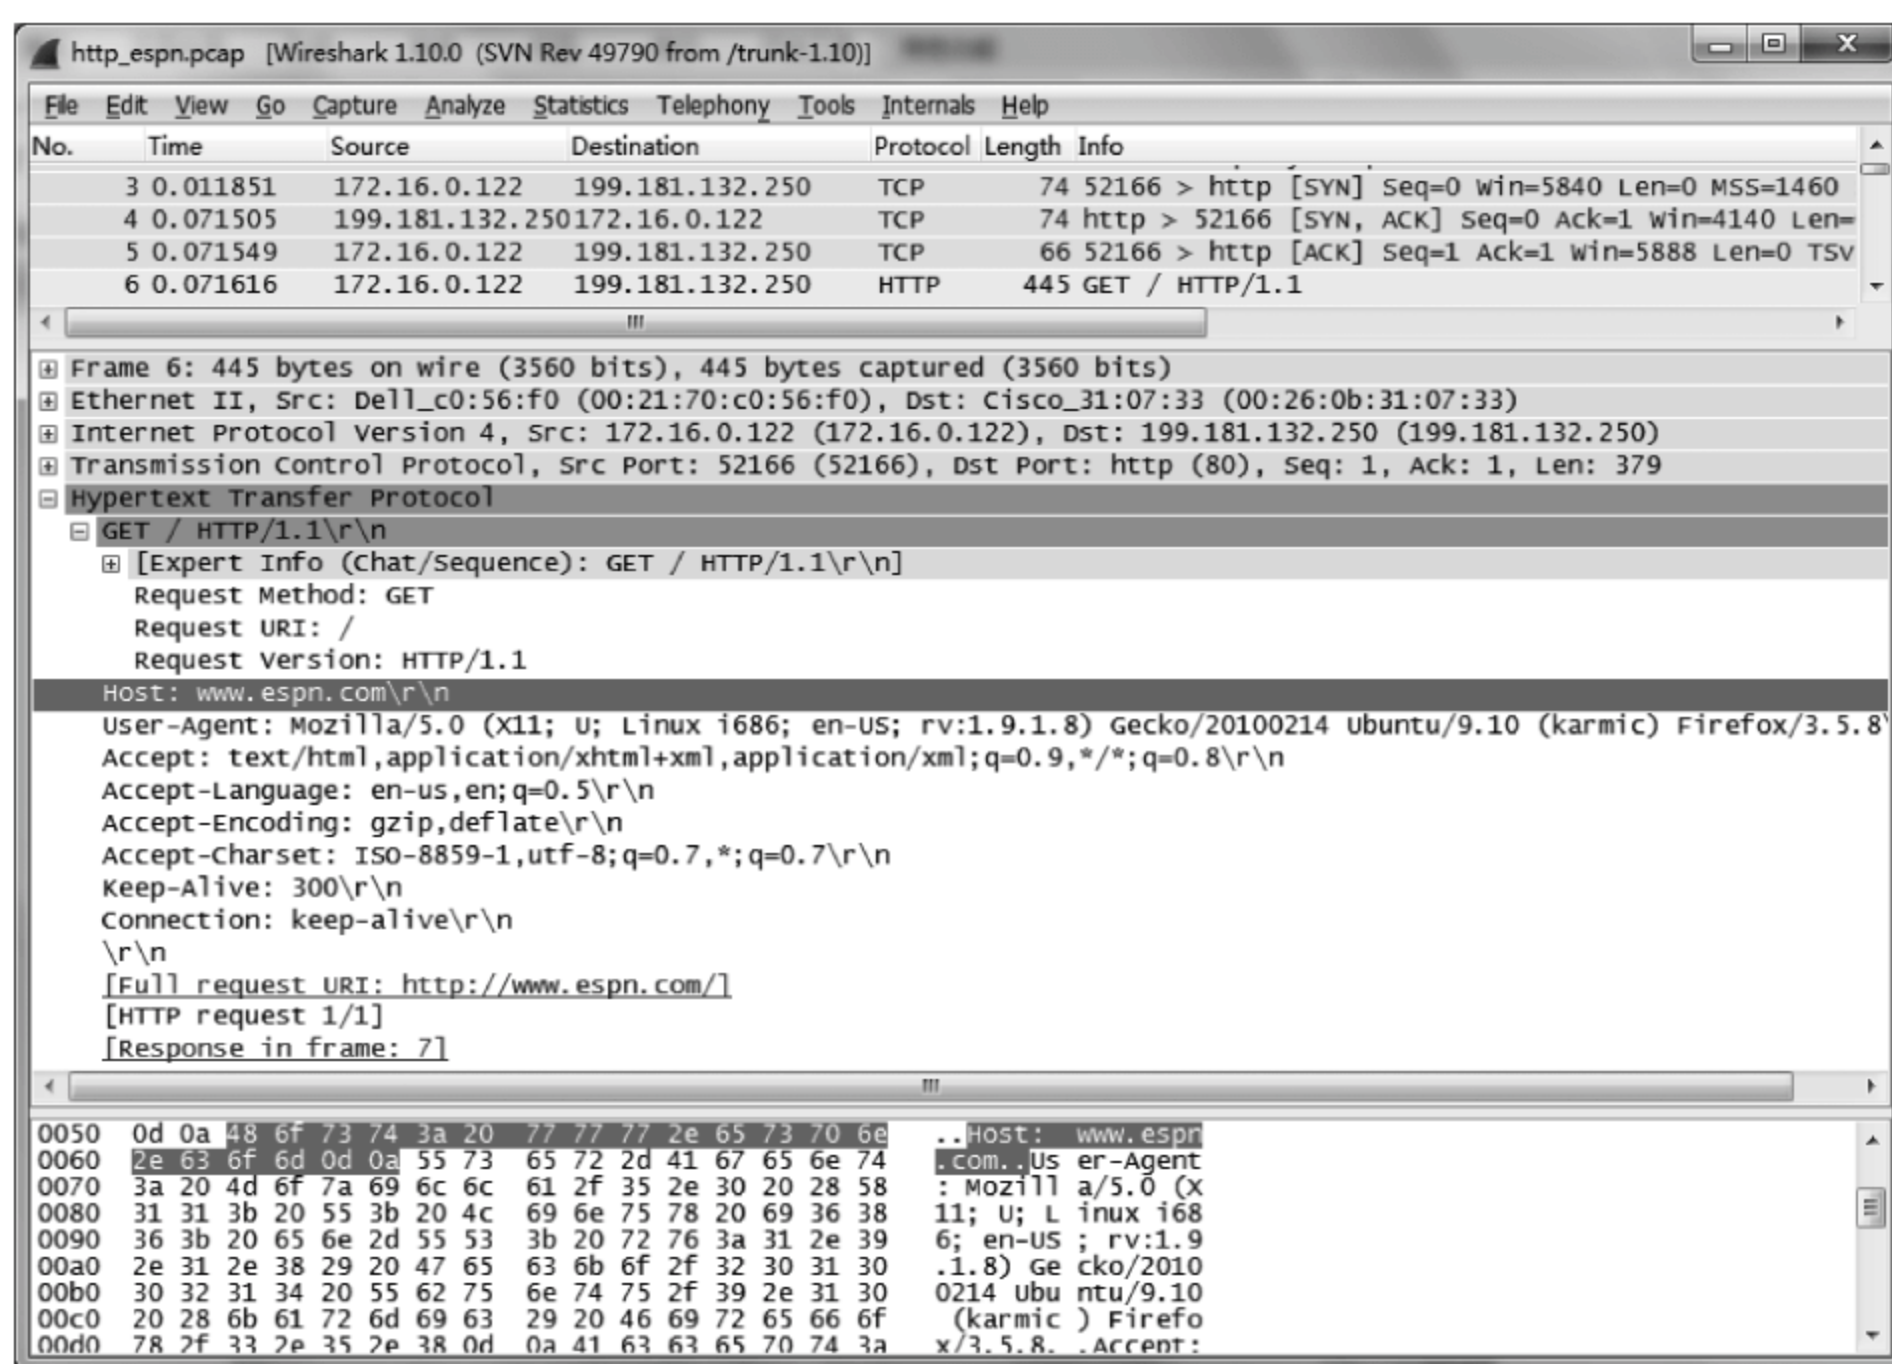 http_espn.pcap [Wireshark 1.10.0 (SVN Rev 49790 from /trunk-1.10)]
File Edit View Go Capture Analyze Statistics Telephony Tools Internals Help
No. Time Source Destination Protocol Length Info
3 0.011851 172.16.0.122 199.181.132.250 TCP 74 52166 > http [SYN] Seq=0 Win=5840 Len=0 MSS=1460
4 0.071505 199.181.132.250 172.16.0.122 TCP 74 http > 52166 [SYN, ACK] Seq=0 Ack=1 Win=4140 Len=
5 0.071549 172.16.0.122 199.181.132.250 TCP 66 52166 > http [ACK] Seq=1 Ack=1 Win=5888 Len=0 TSV
6 0.071616 172.16.0.122 199.181.132.250 HTTP 445 GET / HTTP/1.1
Frame 6: 445 bytes on wire (3560 bits), 445 bytes captured (3560 bits)
Ethernet II, Src: Dell_c0:56:f0 (00:21:70:c0:56:f0), Dst: Cisco_31:07:33 (00:26:0b:31:07:33)
Internet Protocol Version 4, Src: 172.16.0.122 (172.16.0.122), Dst: 199.181.132.250 (199.181.132.250)
Transmission Control Protocol, Src Port: 52166 (52166), Dst Port: http (80), Seq: 1, Ack: 1, Len: 379
Hypertext Transfer Protocol
GET / HTTP/1.1\r\n
[Expert Info (Chat/Sequence): GET / HTTP/1.1\r\n]
Request Method: GET
Request URI: /
Request Version: HTTP/1.1
Host: www.espn.com\r\n
User-Agent: Mozilla/5.0 (X11; U; Linux i686; en-US; rv:1.9.1.8) Gecko/20100214 Ubuntu/9.10 (karmic) Firefox/3.5.8\
Accept: text/html,application/xhtml+xml,application/xml;q=0.9,*/*;q=0.8\r\n
Accept-Language: en-us,en;q=0.5\r\n
Accept-Encoding: gzip,deflate\r\n
Accept-Charset: ISO-8859-1,utf-8;q=0.7,*;q=0.7\r\n
Keep-Alive: 300\r\n
Connection: keep-alive\r\n
\r\n
[Full request URI: http://www.espn.com/]
[HTTP request 1/1]
[Response in frame: 7]
0050 0d 0a 48 6f 73 74 3a 20 77 77 77 2e 65 73 70 6e ..Host: www.espn
0060 2e 63 6f 6d 0d 0a 55 73 65 72 2d 41 67 65 6e 74 .com..Us er-Agent
0070 3a 20 4d 6f 7a 69 6c 6c 61 2f 35 2e 30 20 28 58 : Mozill a/5.0 (X
0080 31 31 3b 20 55 3b 20 4c 69 6e 75 78 20 69 36 38 11; U; L inux i68
0090 36 3b 20 65 6e 2d 55 53 3b 20 72 76 3a 31 2e 39 6; en-US ; rv:1.9
00a0 2e 31 2e 38 29 20 47 65 63 6b 6f 2f 32 30 31 30 .1.8) Ge cko/2010
00b0 30 32 31 34 20 55 62 75 6e 74 75 2f 39 2e 31 30 0214 Ubu ntu/9.10
00c0 20 28 6b 61 72 6d 69 63 29 20 46 69 72 65 66 6f (karmic ) Firefo
00d0 78 2f 33 2e 35 2e 38 0d 0a 41 63 63 65 70 74 3a x/3.5.8. .Accept: